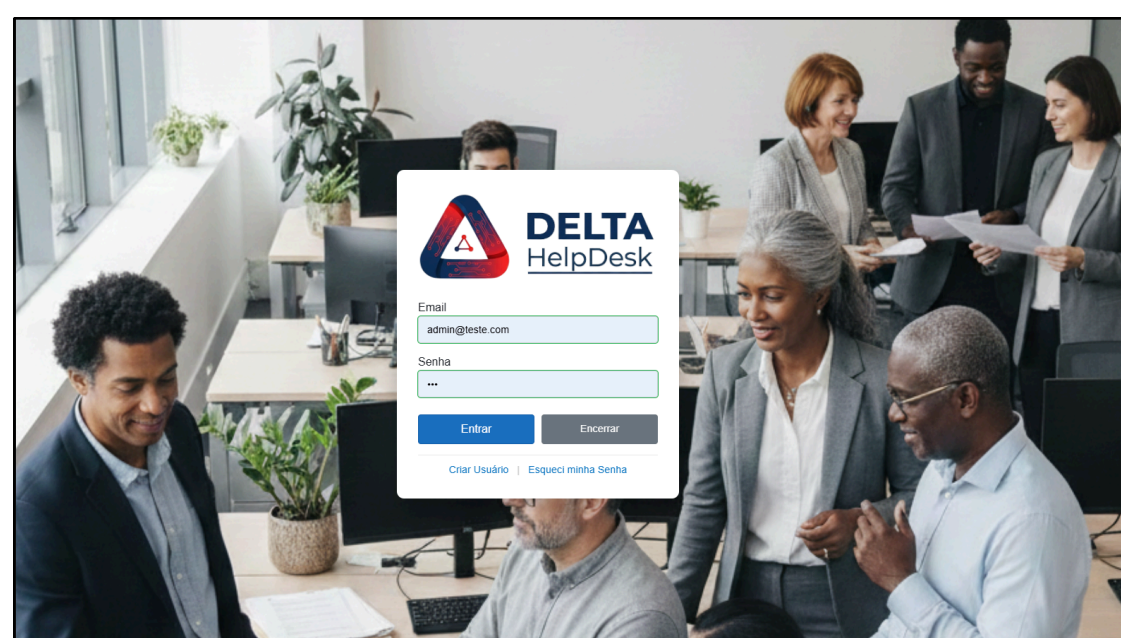 DELTA
HelpDesk
Email
admin@teste.com
Senha
•••
Entrar
Encerrar
Criar Usuário | Esqueci minha Senha